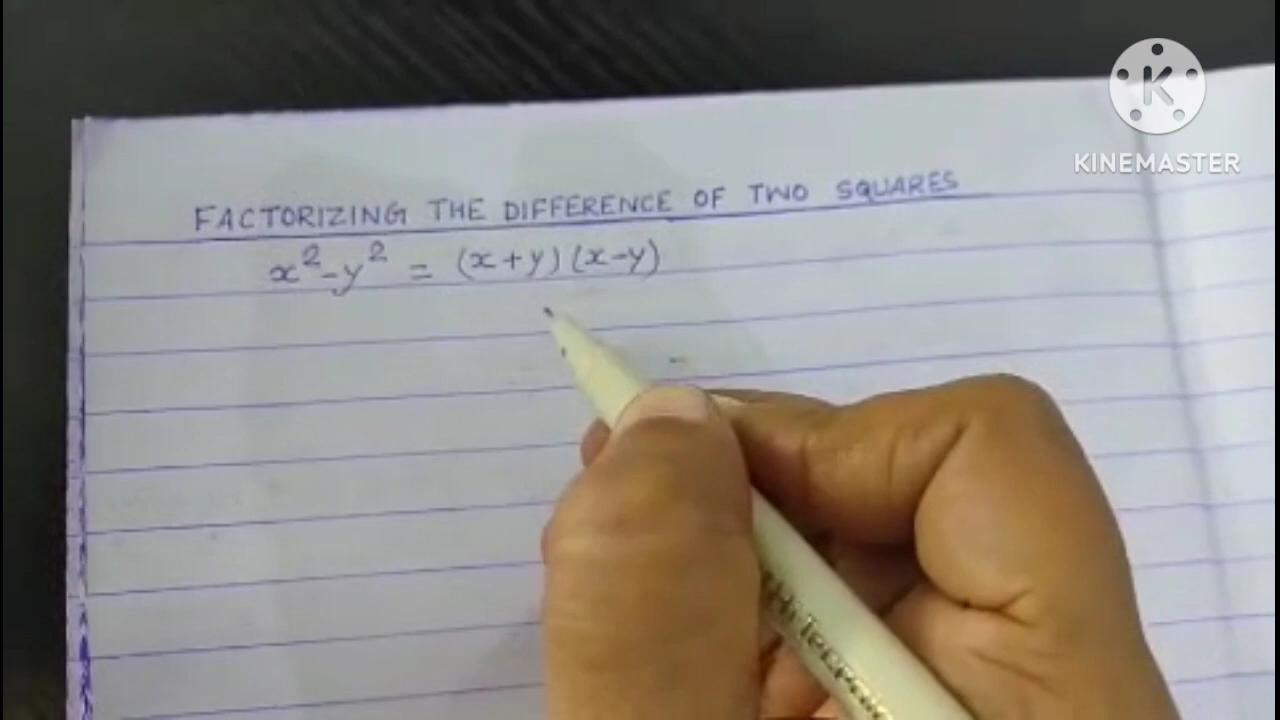 KINEMASTER
FACTORIZING THE DIFFERENCE OF TWO SQUARES
x² - y² = (x + y) (x - y)